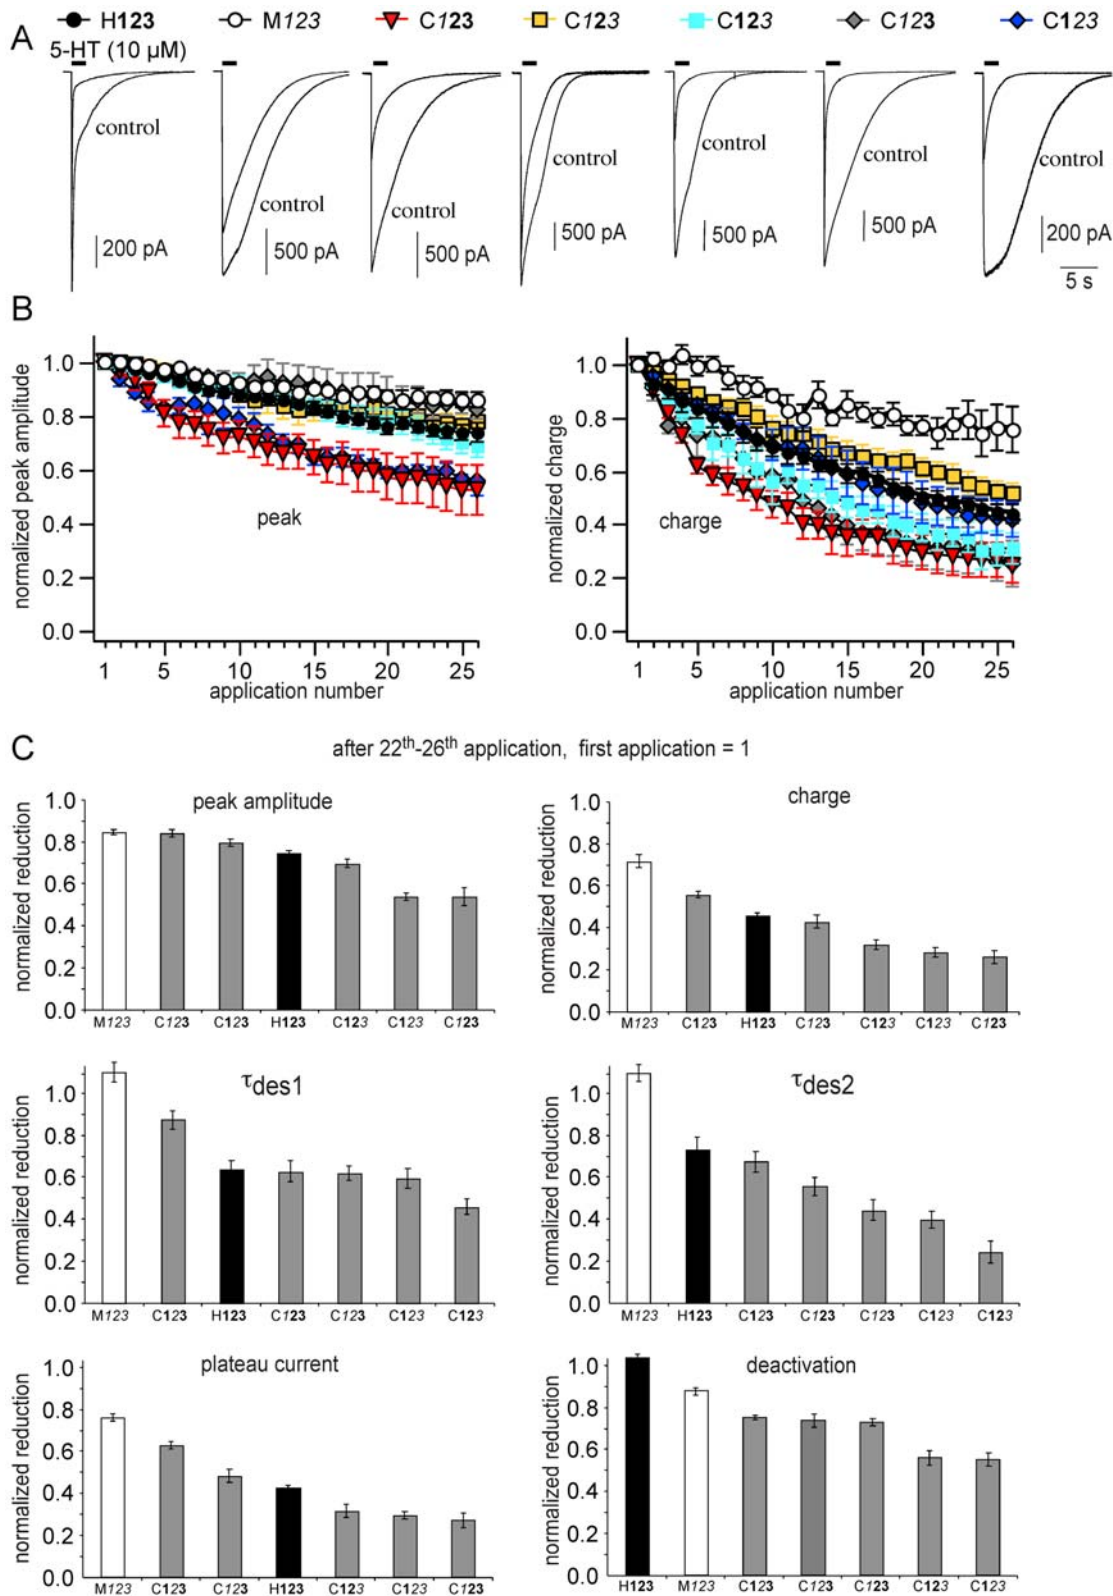 A
H123 M123 C123 C123 C123 C123 C123
5-HT (10 µM)
control control control control control control control
200 pA 500 pA 500 pA 500 pA 500 pA 500 pA 200 pA
5 s
B
normalized peak amplitude
1.0
0.8
0.6
0.4
0.2
0.0
peak
1 5 10 15 20 25
application number
normalized charge
1.0
0.8
0.6
0.4
0.2
0.0
charge
1 5 10 15 20 25
application number
C
after 22th-26th application, first application = 1
peak amplitude
normalized reduction
1.0
0.8
0.6
0.4
0.2
0.0
M123 C123 C123 H123 C123 C123 C123
charge
normalized reduction
1.0
0.8
0.6
0.4
0.2
0.0
M123 C123 H123 C123 C123 C123 C123
τdes1
normalized reduction
1.0
0.8
0.6
0.4
0.2
0.0
M123 C123 H123 C123 C123 C123 C123
τdes2
normalized reduction
1.0
0.8
0.6
0.4
0.2
0.0
M123 H123 C123 C123 C123 C123 C123
plateau current
normalized reduction
1.0
0.8
0.6
0.4
0.2
0.0
M123 C123 C123 H123 C123 C123 C123
deactivation
normalized reduction
1.0
0.8
0.6
0.4
0.2
0.0
H123 M123 C123 C123 C123 C123 C123